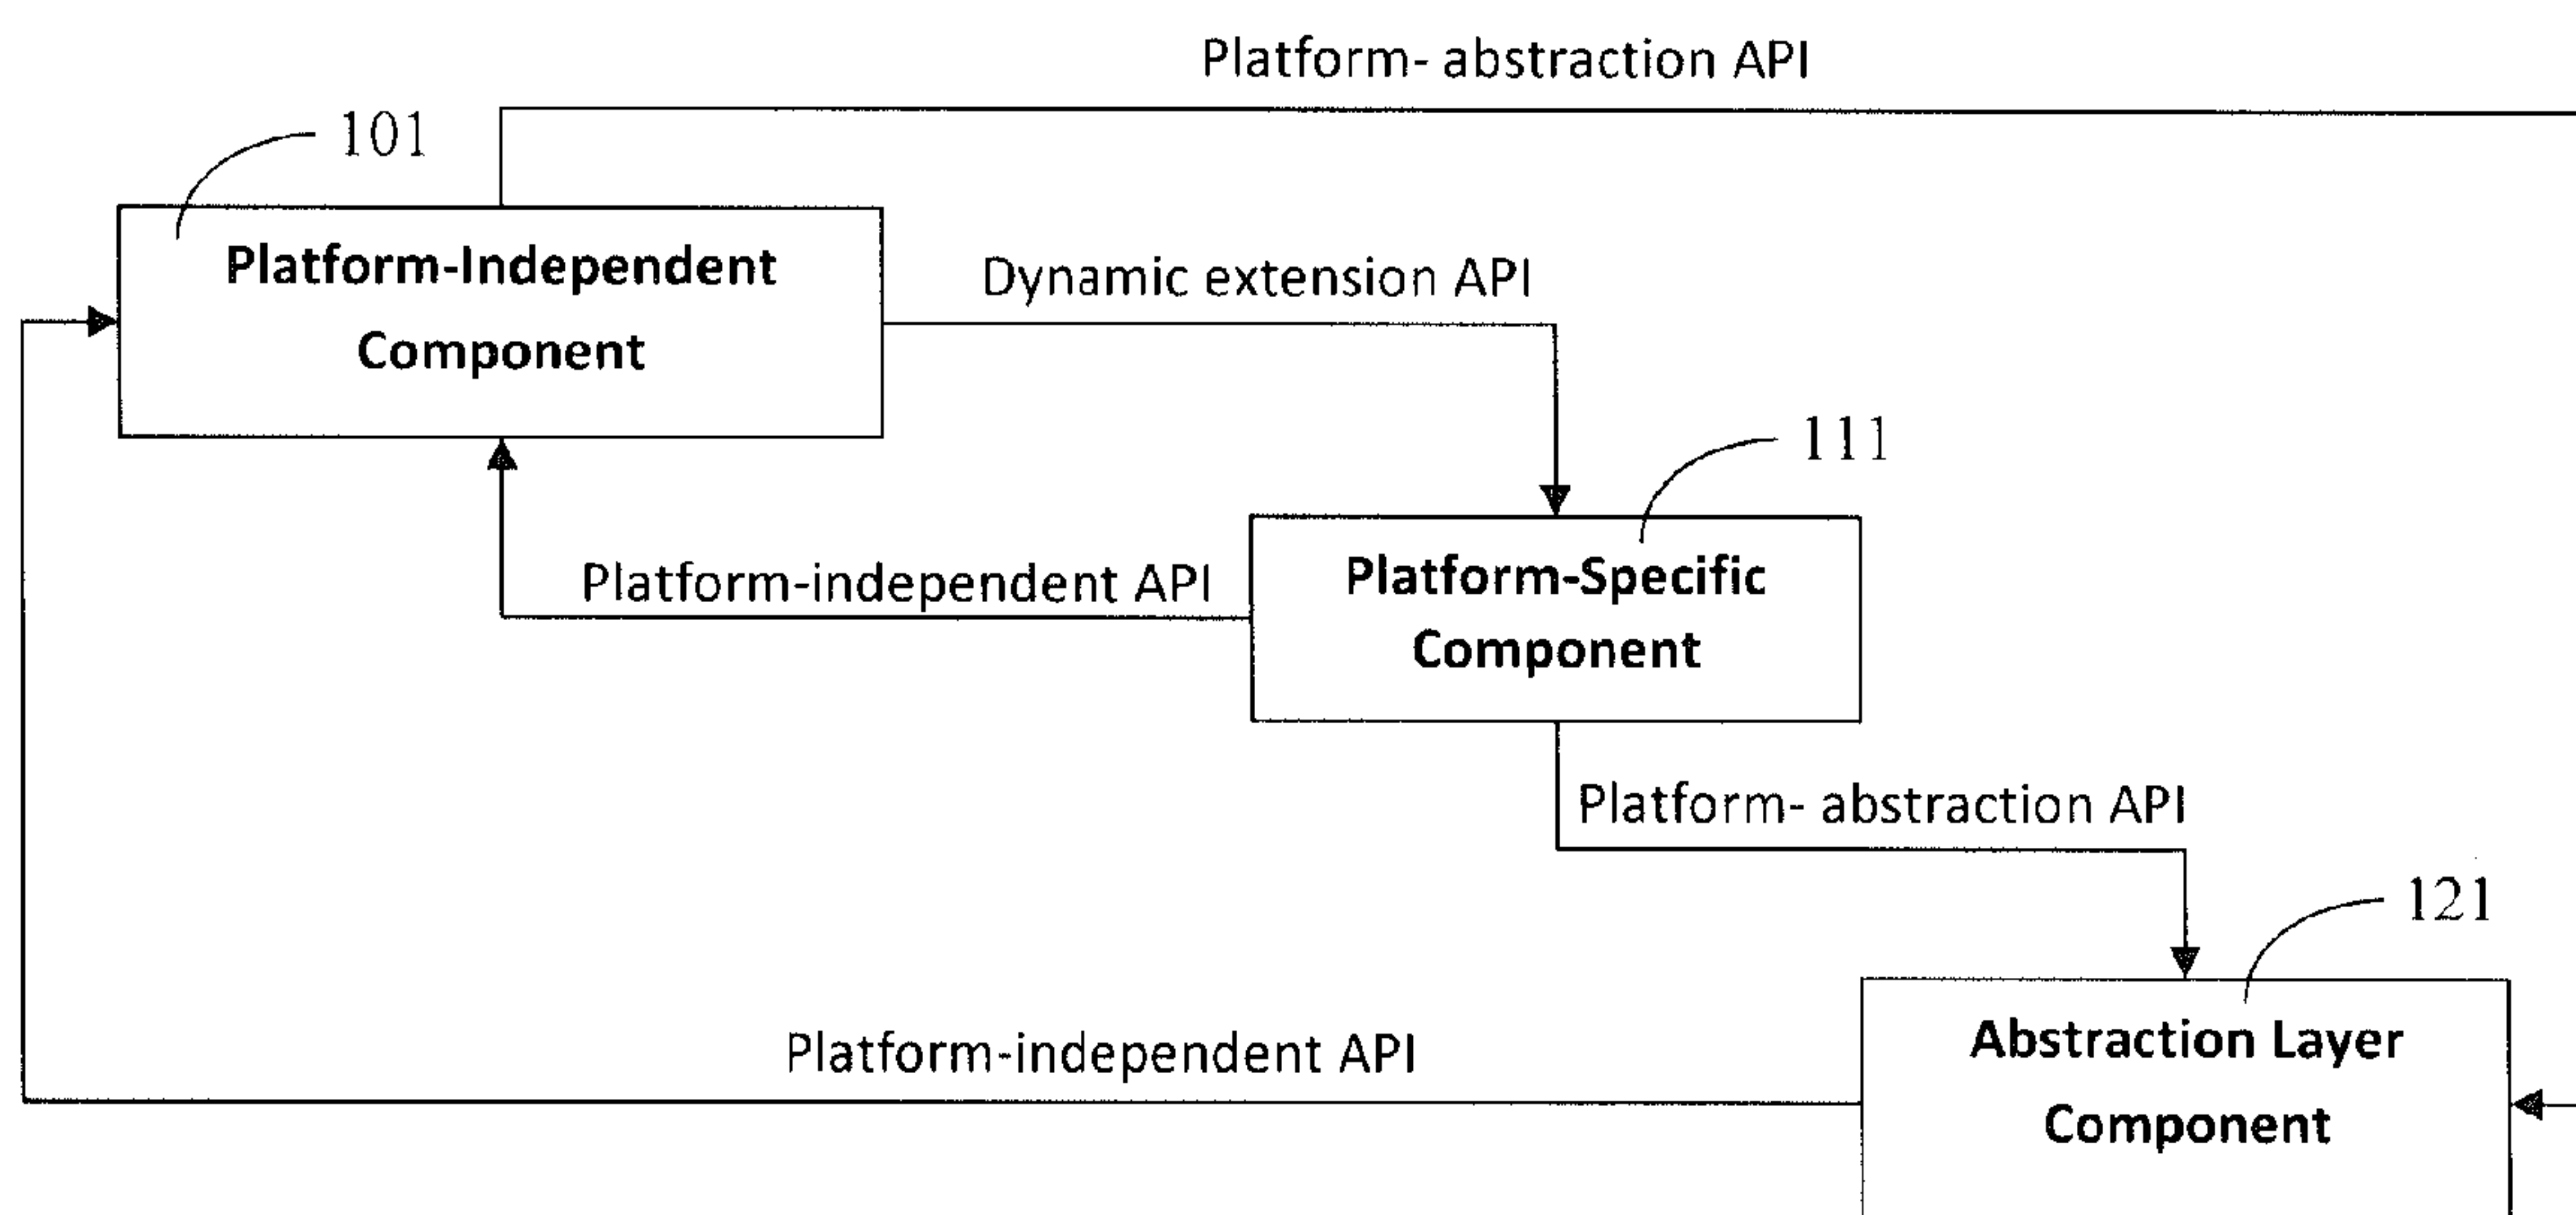 Platform- abstraction API
101
Platform-Independent
Component
Dynamic extension API
111
Platform-independent API
Platform-Specific
Component
Platform- abstraction API
121
Platform-independent API
Abstraction Layer
Component